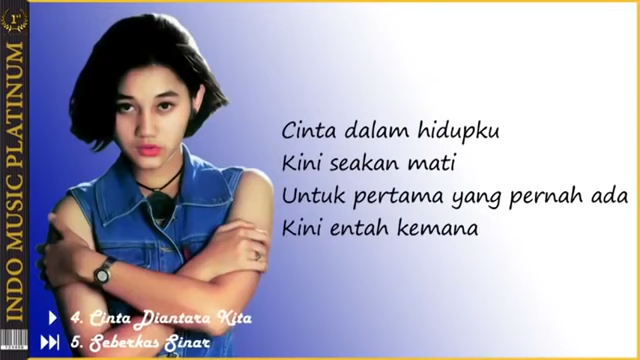 1st
INDO MUSIC PLATINUM
Cinta dalam hidupku
Kini seakan mati
Untuk pertama yang pernah ada
Kini entah kemana
4. Cinta Diantara Kita
5. Seberkas Sinar